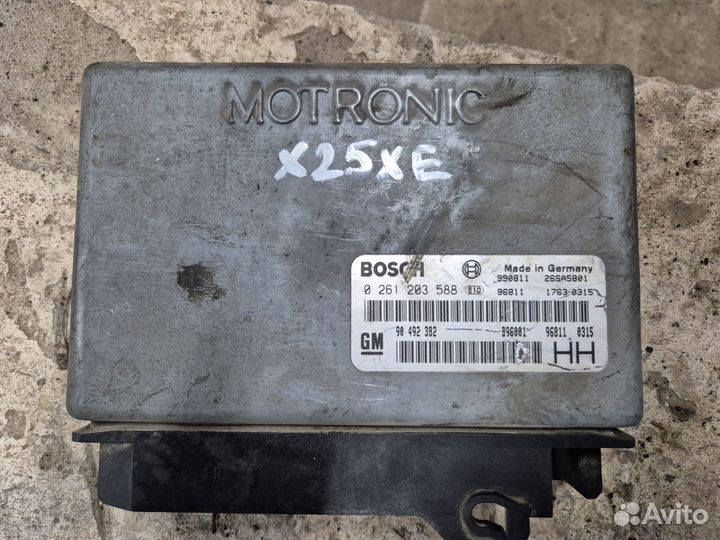 MOTRONIC
X25XE
BOSCH Made in Germany
990811 26SA5801
0 261 203 588 610 96811 1763 0315
GM 90 492 382 B96001 96811 0315
HH
Avito